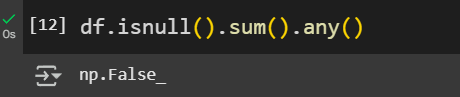 [12] df.isnull().sum().any()
0s
np.False_